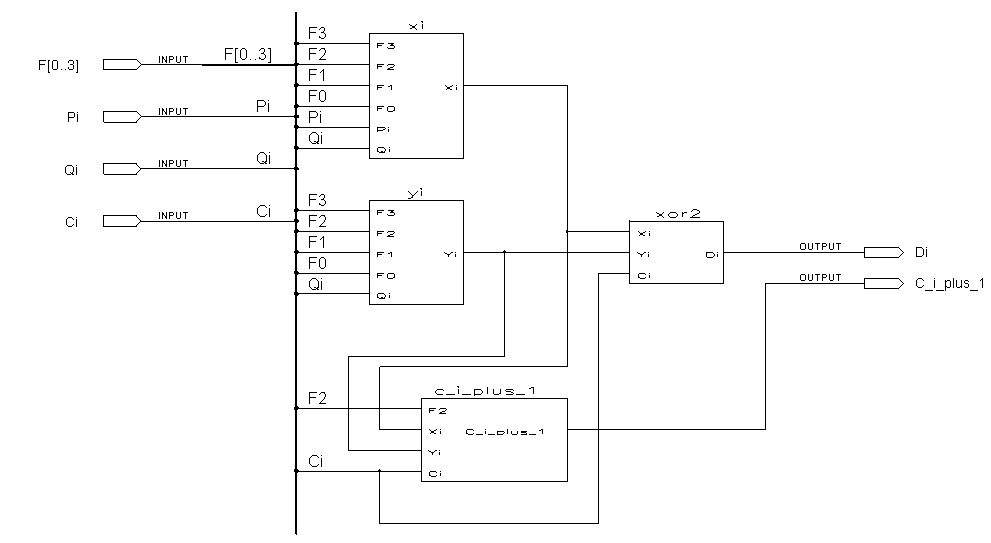 F[0..3] INPUT F[0..3]
Pi INPUT Pi
Qi INPUT Qi
Ci INPUT Ci
xi
F3 F3
F2 F2
F1 F1 Xi
F0 F0
Pi Pi
Qi Qi
yi
F3 F3
F2 F2
F1 F1 Yi
F0 F0
Qi Qi
xor2
Xi
Yi Di
Ci
OUTPUT Di
OUTPUT C_i_plus_1
c_i_plus_1
F2 F2
Xi C_i_plus_1
Yi
Ci Ci